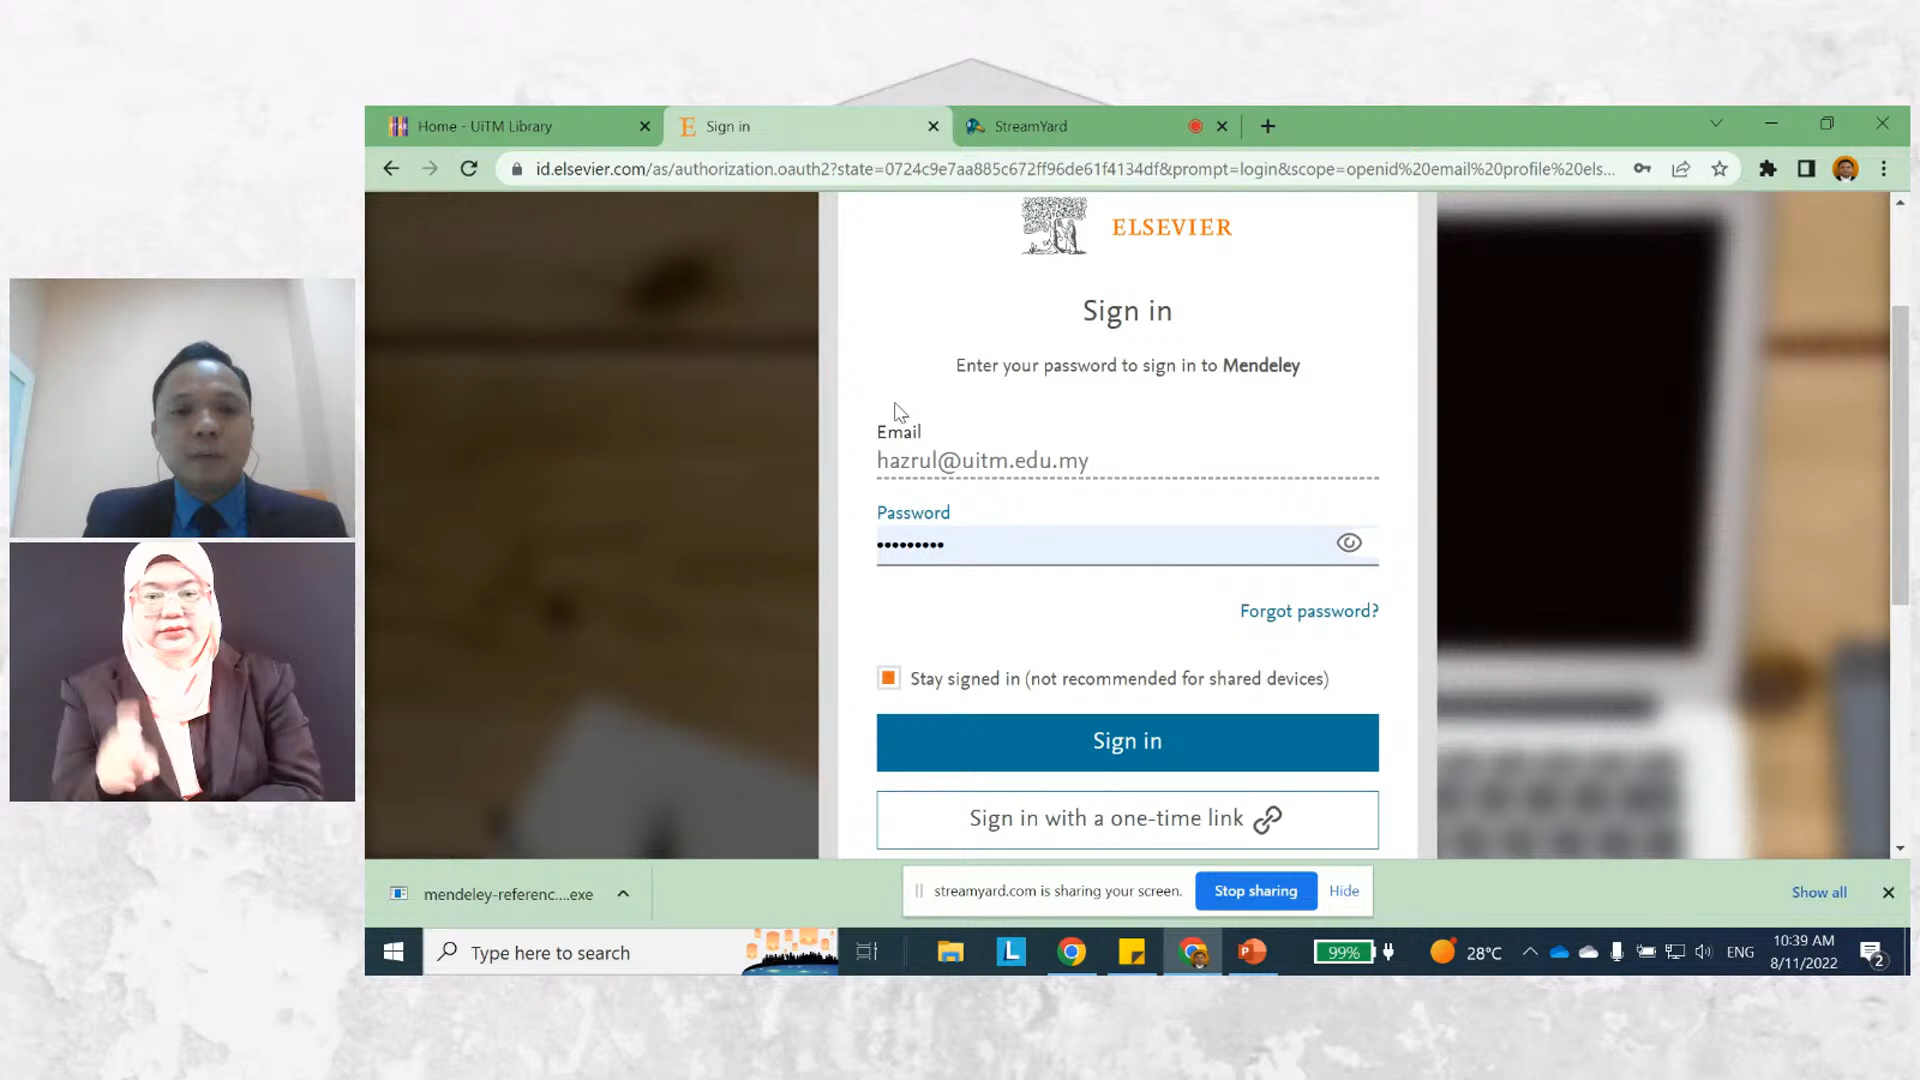 Home - UiTM Library
Sign in
StreamYard
id.elsevier.com/as/authorization.oauth2?state=0724c9e7aa885c672ff96de61f4134df&prompt=login&scope=openid%20email%20profile%20els...
ELSEVIER
Sign in
Enter your password to sign in to Mendeley
Email
hazrul@uitm.edu.my
Password
Forgot password?
Stay signed in (not recommended for shared devices)
Sign in
Sign in with a one-time link
mendeley-referenc....exe
streamyard.com is sharing your screen.
Stop sharing
Hide
Show all
Type here to search
99%
28°C
ENG
10:39 AM
8/11/2022
2